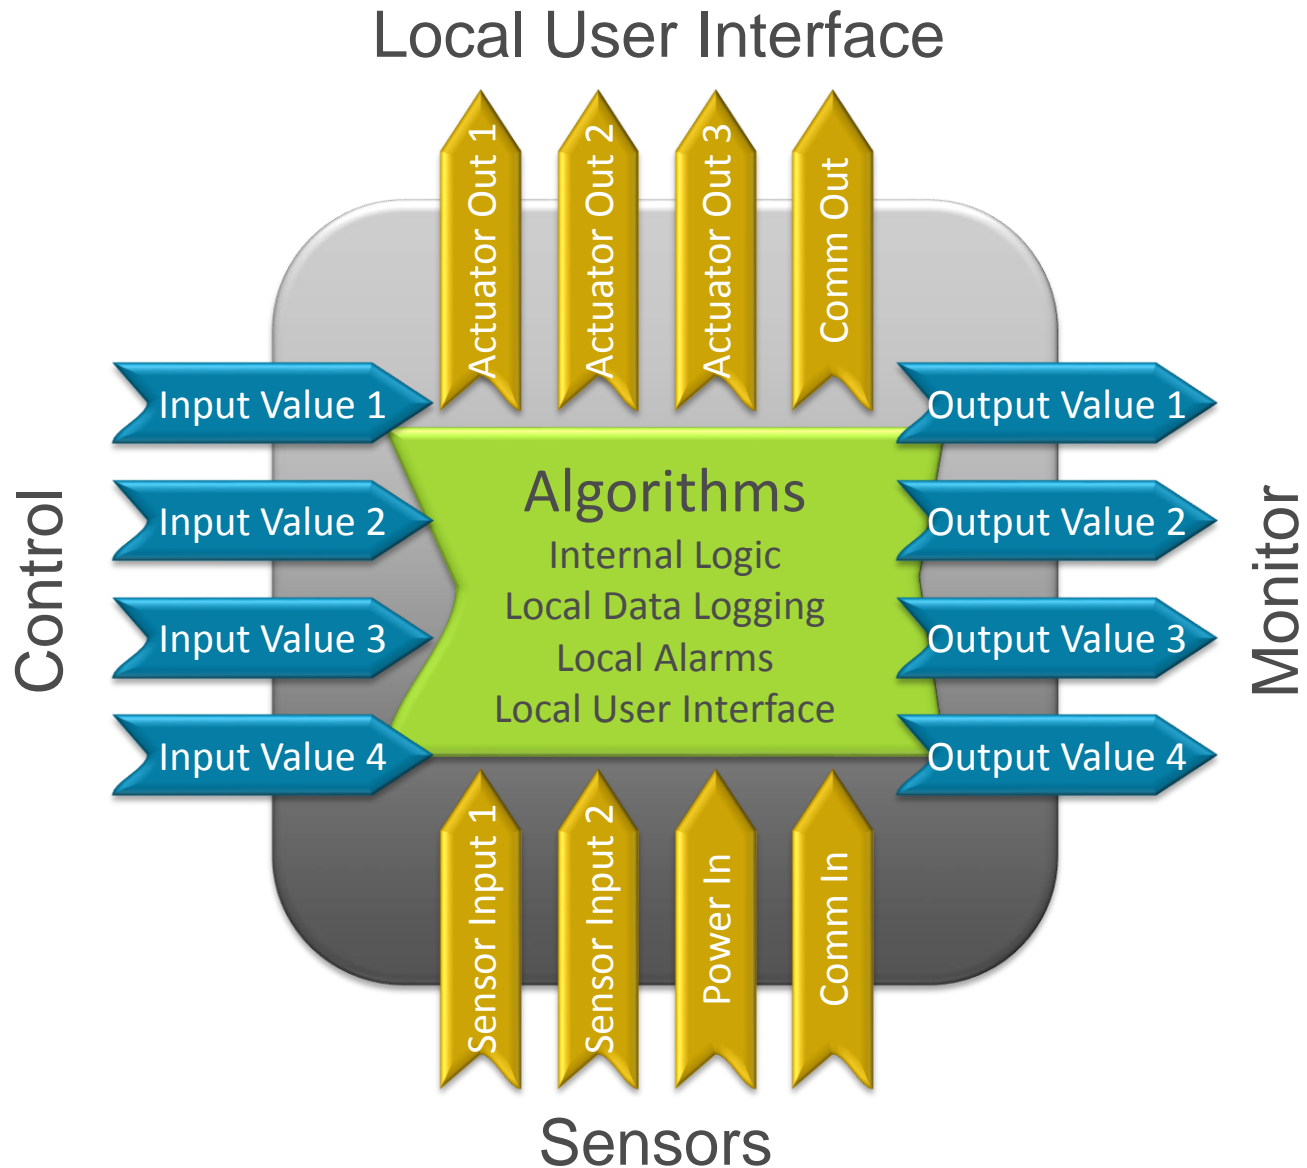 Local User Interface
Actuator Out 1
Actuator Out 2
Actuator Out 3
Comm Out
Control
Input Value 1
Input Value 2
Input Value 3
Input Value 4
Algorithms
Internal Logic
Local Data Logging
Local Alarms
Local User Interface
Output Value 1
Output Value 2
Output Value 3
Output Value 4
Monitor
Sensor Input 1
Sensor Input 2
Power In
Comm In
Sensors